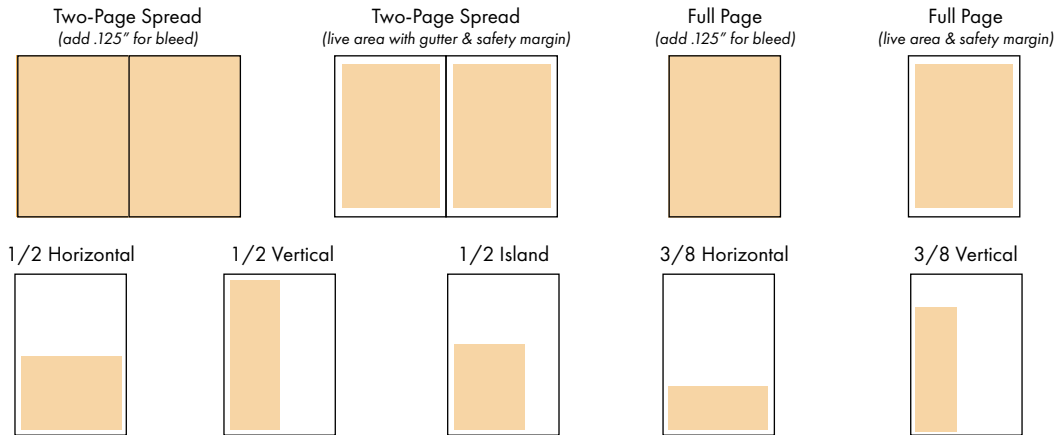 Two-Page Spread
(add .125” for bleed)
Two-Page Spread
(live area with gutter & safety margin)
Full Page
(add .125” for bleed)
Full Page
(live area & safety margin)
1/2 Horizontal
1/2 Vertical
1/2 Island
3/8 Horizontal
3/8 Vertical